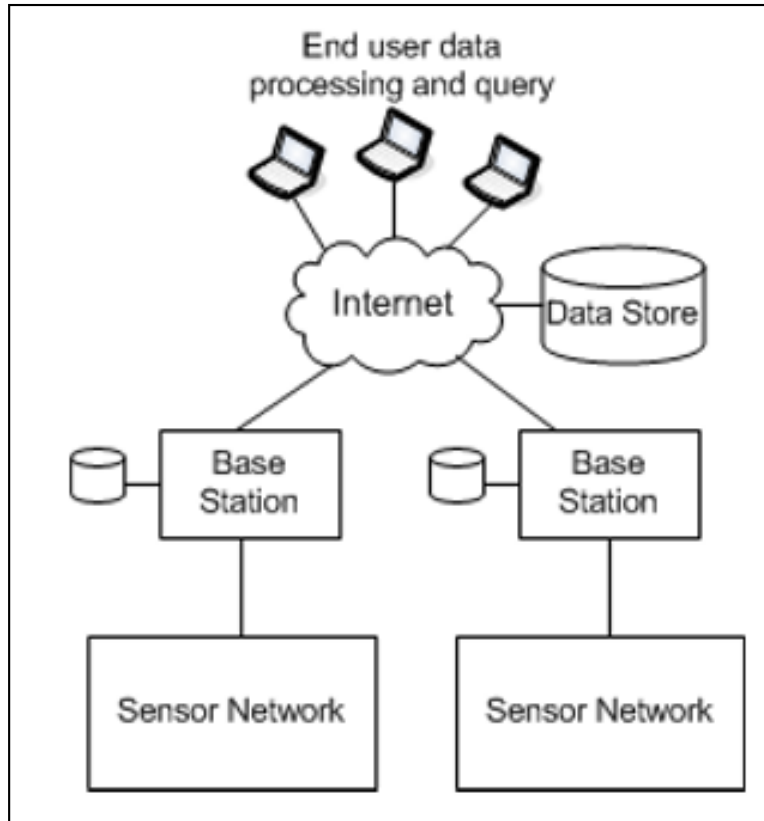 End user data
processing and query
Internet
Data Store
Base
Station
Base
Station
Sensor Network
Sensor Network